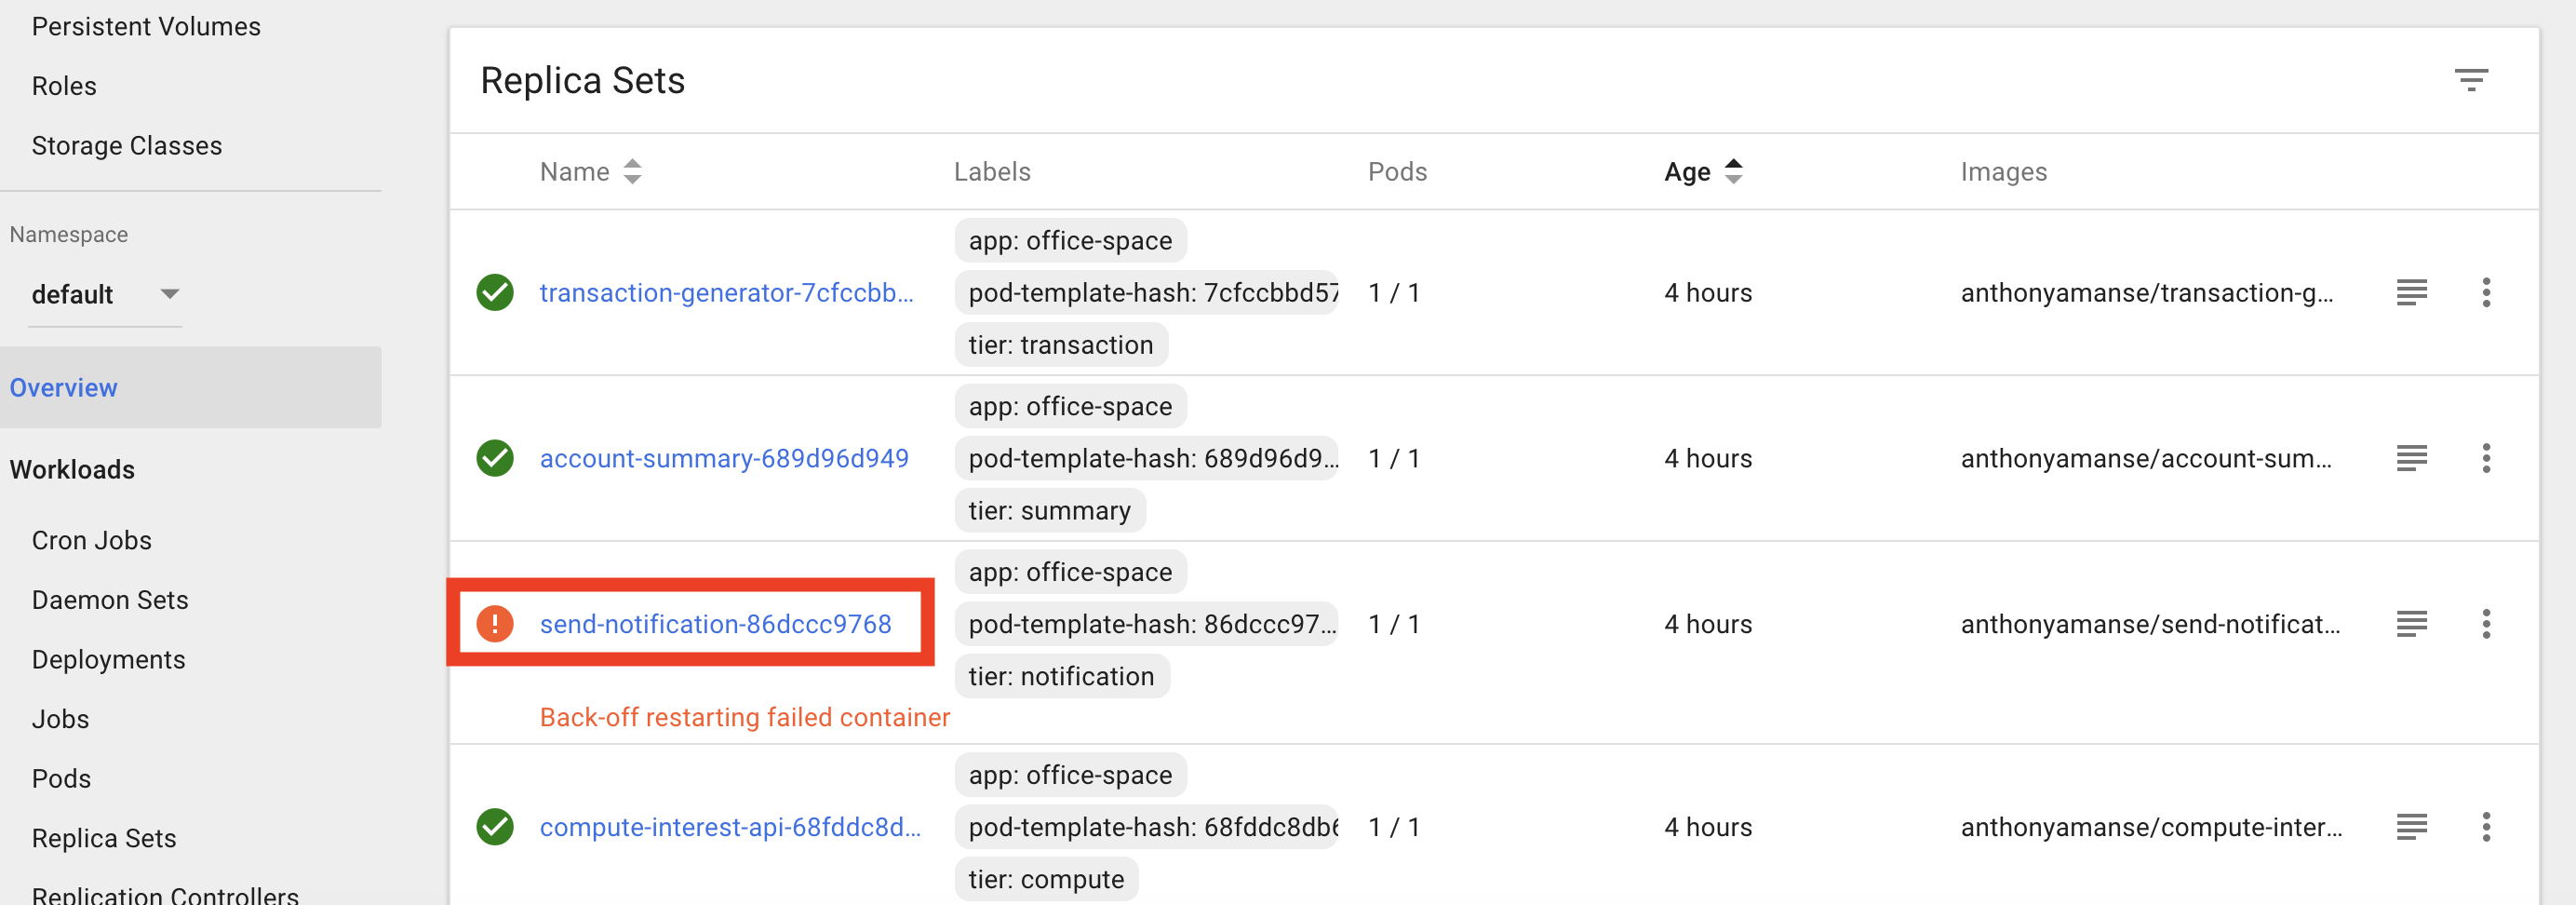 Persistent Volumes
Roles
Storage Classes
Namespace
default
Overview
Workloads
Cron Jobs
Daemon Sets
Deployments
Jobs
Pods
Replica Sets
Replication Controllers
Replica Sets
Name Labels Pods Age Images
app: office-space
transaction-generator-7cfccbb... pod-template-hash: 7cfccbbd57 1 / 1 4 hours anthonyamanse/transaction-g...
tier: transaction
app: office-space
account-summary-689d96d949 pod-template-hash: 689d96d9... 1 / 1 4 hours anthonyamanse/account-sum...
tier: summary
app: office-space
send-notification-86dccc9768 pod-template-hash: 86dccc97... 1 / 1 4 hours anthonyamanse/send-notificat...
tier: notification
Back-off restarting failed container
app: office-space
compute-interest-api-68fddc8d... pod-template-hash: 68fddc8db6 1 / 1 4 hours anthonyamanse/compute-inter...
tier: compute